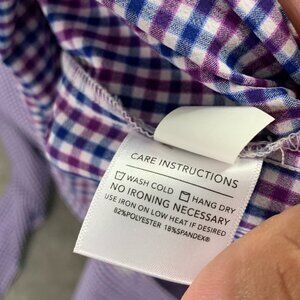 CARE INSTRUCTIONS
WASH COLD HANG DRY
NO IRONING NECESSARY
USE IRON ON LOW HEAT IF DESIRED
82%POLYESTER 18%SPANDEX®